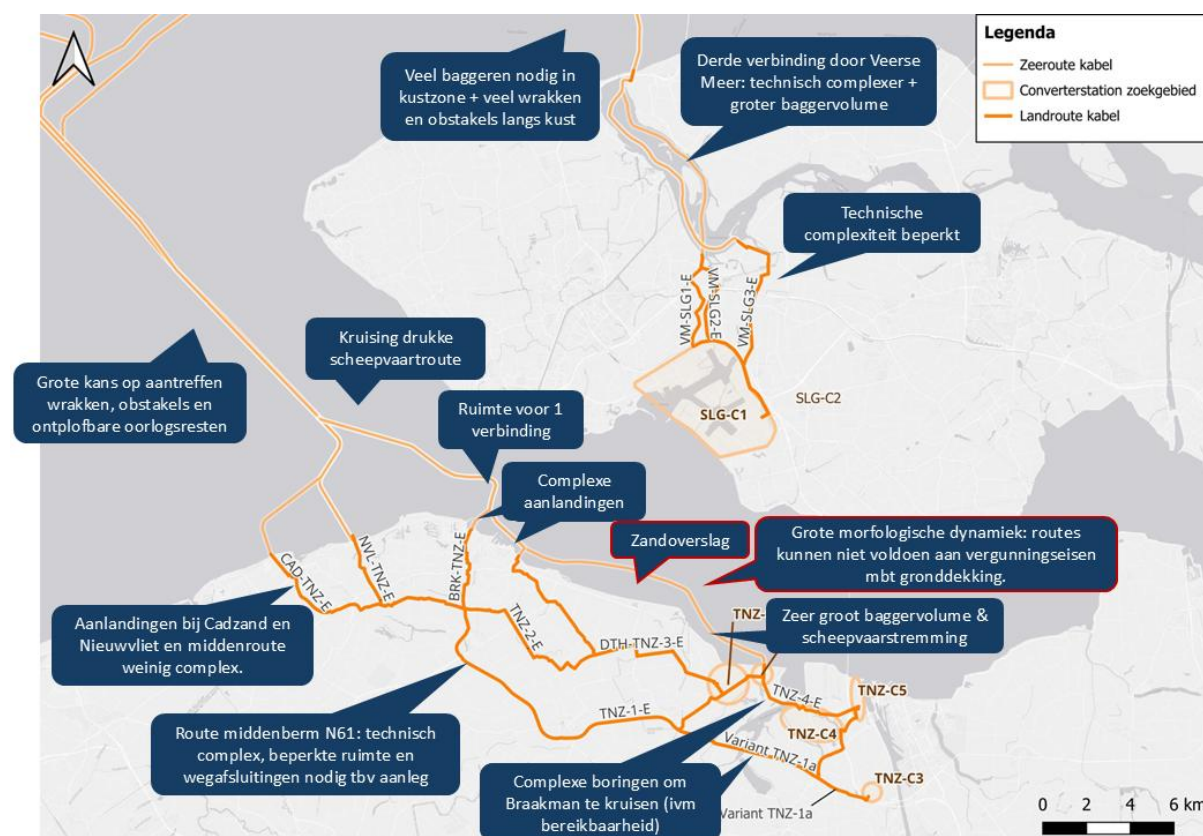 Legenda
Zeeroute kabel
Converterstation zoekgebied
Landroute kabel
Veel baggeren nodig in
kustzone + veel wrakken
en obstakels langs kust
Derde verbinding door Veerse
Meer: technisch complexer +
groter baggervolume
Technische
complexiteit beperkt
VM-SLG1-E
VM-SLG2-E
VM-SLG3-E
Kruising drukke
scheepvaartroute
Grote kans op aantreffen
wrakken, obstakels en
ontplofbare oorlogsresten
Ruimte voor 1
verbinding
SLG-C1
SLG-C2
Complexe
aanlandingen
Zandoverslag
Grote morfologische dynamiek: routes
kunnen niet voldoen aan vergunningseisen
mbt gronddekking.
CAD-TNZ-E
NVL-TNZ-E
BRK-TNZ-E
TNZ-2-E
DTH-TNZ-3-E
TNZ-
Zeer groot baggervolume &
scheepvaarstremming
Aanlandingen bij Cadzand en
Nieuwvliet en middenroute
weinig complex.
TNZ-4-E
TNZ-C5
TNZ-1-E
TNZ-C4
Route middenberm N61: technisch
complex, beperkte ruimte en
wegafsluitingen nodig tbv aanleg
Variant TNZ-1a
TNZ-C3
Complexe boringen om
Braakman te kruisen (ivm
bereikbaarheid)
Variant TNZ-1a
0 2 4 6 km